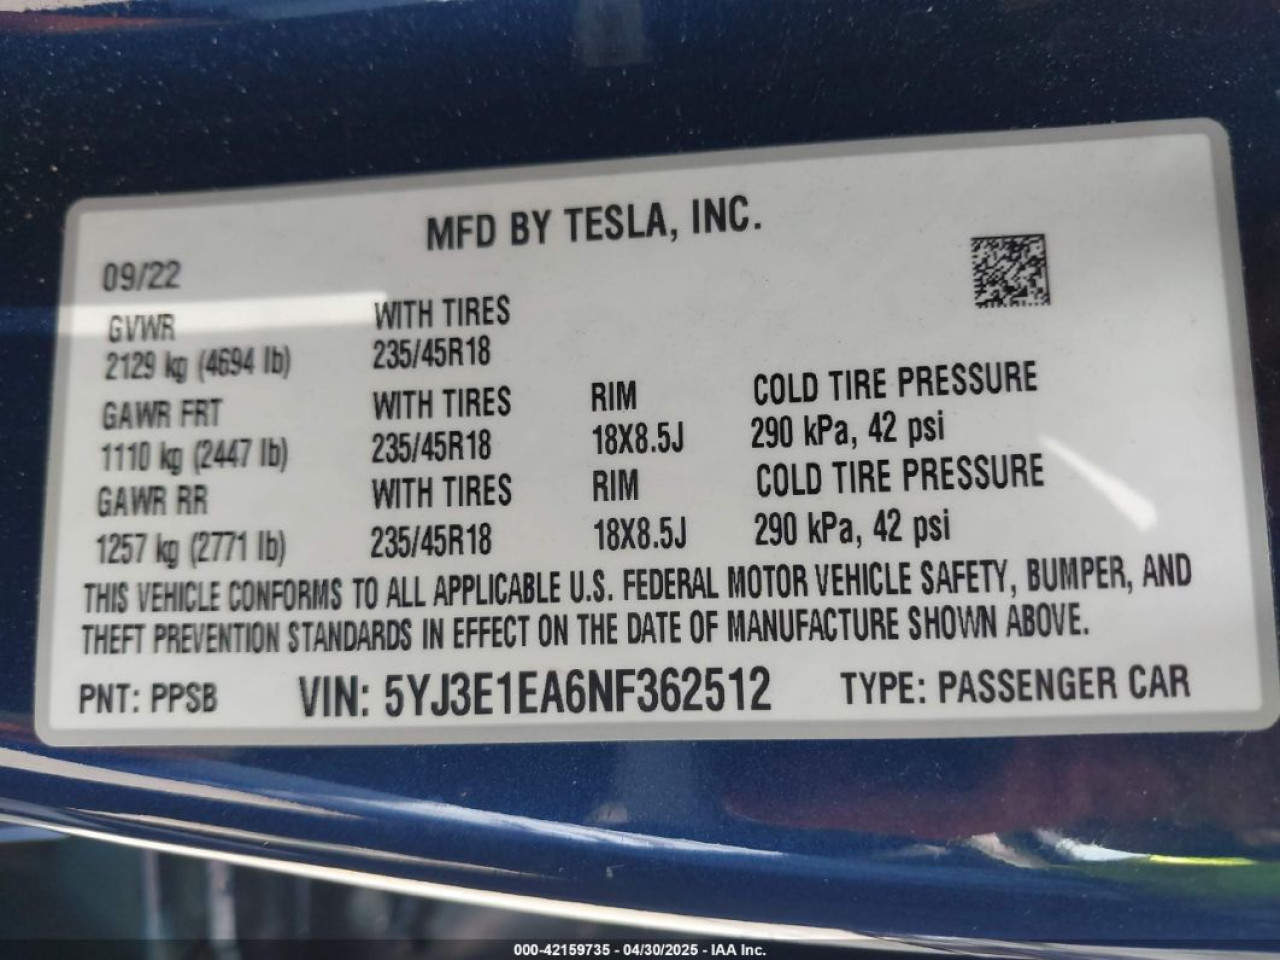 MFD BY TESLA, INC.
09/22
GVWR WITH TIRES
2129 kg (4694 lb) 235/45R18
GAWR FRT WITH TIRES RIM COLD TIRE PRESSURE
1110 kg (2447 lb) 235/45R18 18X8.5J 290 kPa, 42 psi
GAWR RR WITH TIRES RIM COLD TIRE PRESSURE
1257 kg (2771 lb) 235/45R18 18X8.5J 290 kPa, 42 psi
THIS VEHICLE CONFORMS TO ALL APPLICABLE U.S. FEDERAL MOTOR VEHICLE SAFETY, BUMPER, AND
THEFT PREVENTION STANDARDS IN EFFECT ON THE DATE OF MANUFACTURE SHOWN ABOVE.
PNT: PPSB VIN: 5YJ3E1EA6NF362512 TYPE: PASSENGER CAR
000-42159735 - 04/30/2025 - IAA Inc.